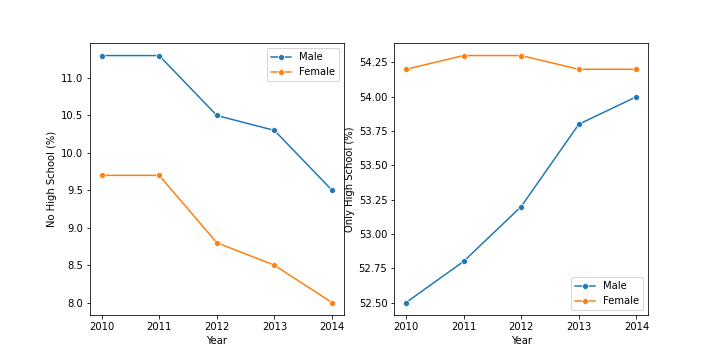 No High School (%)
11.0
10.5
10.0
9.5
9.0
8.5
8.0
2010 2011 2012 2013 2014
Year
Male
Female
Only High School (%)
54.25
54.00
53.75
53.50
53.25
53.00
52.75
52.50
2010 2011 2012 2013 2014
Year
Male
Female